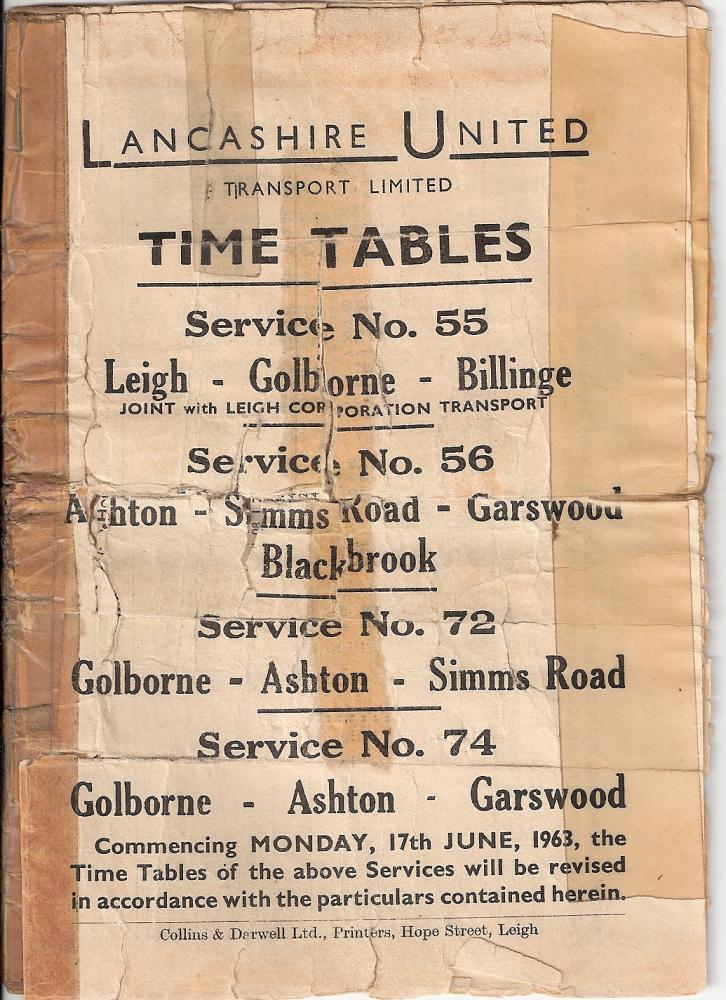 LANCASHIRE UNITED
TRANSPORT LIMITED
TIME TABLES
Service No. 55
Leigh - Golborne - Billinge
JOINT with LEIGH CORPORATION TRANSPORT
Service No. 56
Ashton - Simms Road - Garswood
Blackbrook
Service No. 72
Golborne - Ashton - Simms Road
Service No. 74
Golborne - Ashton - Garswood
Commencing MONDAY, 17th JUNE, 1963, the
Time Tables of the above Services will be revised
in accordance with the particulars contained herein.
Collins & Darwell Ltd., Printers, Hope Street, Leigh